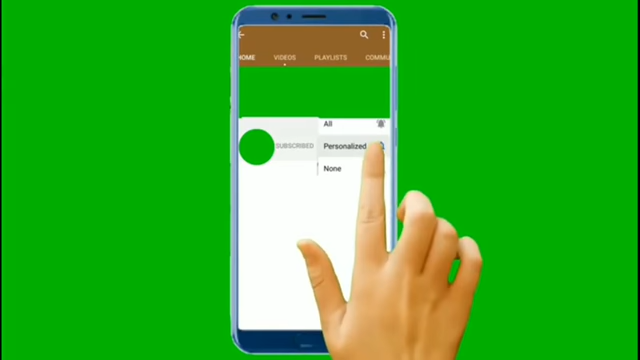 HOME VIDEOS PLAYLISTS COMMU
All
SUBSCRIBED Personalized
None